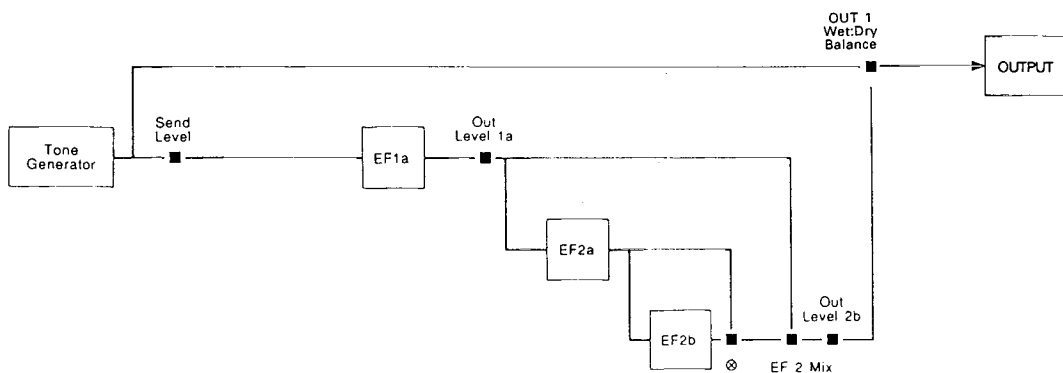 OUT 1
Wet:Dry
Balance
OUTPUT
Send
Level
Out
Level 1a
Tone
Generator
EF1a
EF2a
Out
Level 2b
EF2b
⊗
EF 2 Mix